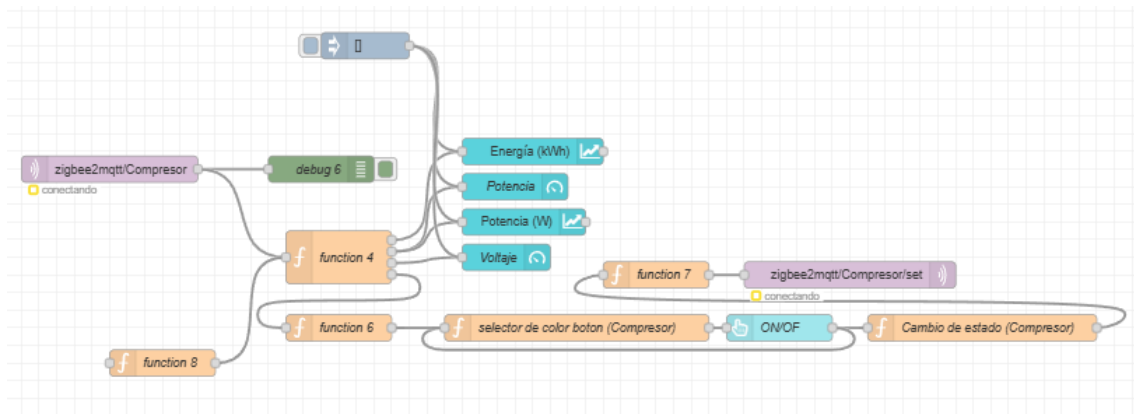 []
Energía (kWh)
zigbee2mqtt/Compresor
debug 6
conectando
Potencia
Potencia (W)
function 4
Voltaje
function 7
zigbee2mqtt/Compresor/set
conectando
function 6
selector de color boton (Compresor)
ON/OF
Cambio de estado (Compresor)
function 8